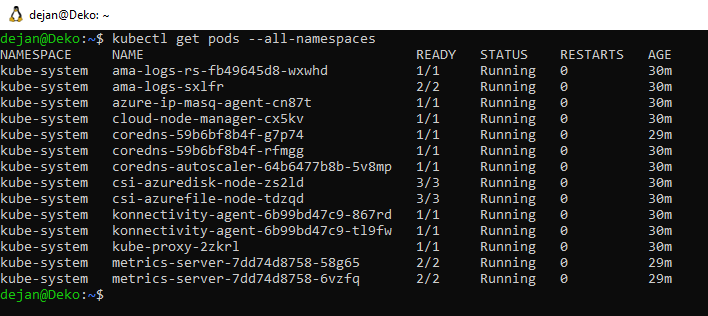 dejan@Deko: ~
dejan@Deko:~$ kubectl get pods --all-namespaces
NAMESPACE NAME READY STATUS RESTARTS AGE
kube-system ama-logs-rs-fb49645d8-wxwhd 1/1 Running 0 30m
kube-system ama-logs-sxlfr 2/2 Running 0 30m
kube-system azure-ip-masq-agent-cn87t 1/1 Running 0 30m
kube-system cloud-node-manager-cx5kv 1/1 Running 0 30m
kube-system coredns-59b6bf8b4f-g7p74 1/1 Running 0 29m
kube-system coredns-59b6bf8b4f-rfmgg 1/1 Running 0 30m
kube-system coredns-autoscaler-64b6477b8b-5v8mp 1/1 Running 0 30m
kube-system csi-azuredisk-node-zs2ld 3/3 Running 0 30m
kube-system csi-azurefile-node-tdzqd 3/3 Running 0 30m
kube-system konnectivity-agent-6b99bd47c9-867rd 1/1 Running 0 30m
kube-system konnectivity-agent-6b99bd47c9-tl9fw 1/1 Running 0 30m
kube-system kube-proxy-2zkrl 1/1 Running 0 30m
kube-system metrics-server-7dd74d8758-58g65 2/2 Running 0 29m
kube-system metrics-server-7dd74d8758-6vzfq 2/2 Running 0 29m
dejan@Deko:~$